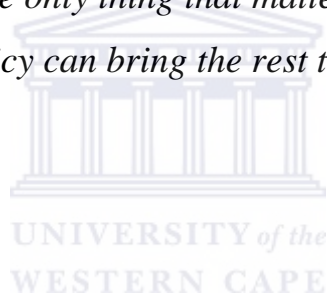 e only thing that matte
cy can bring the rest t
UNIVERSITY of the
WESTERN CAPE